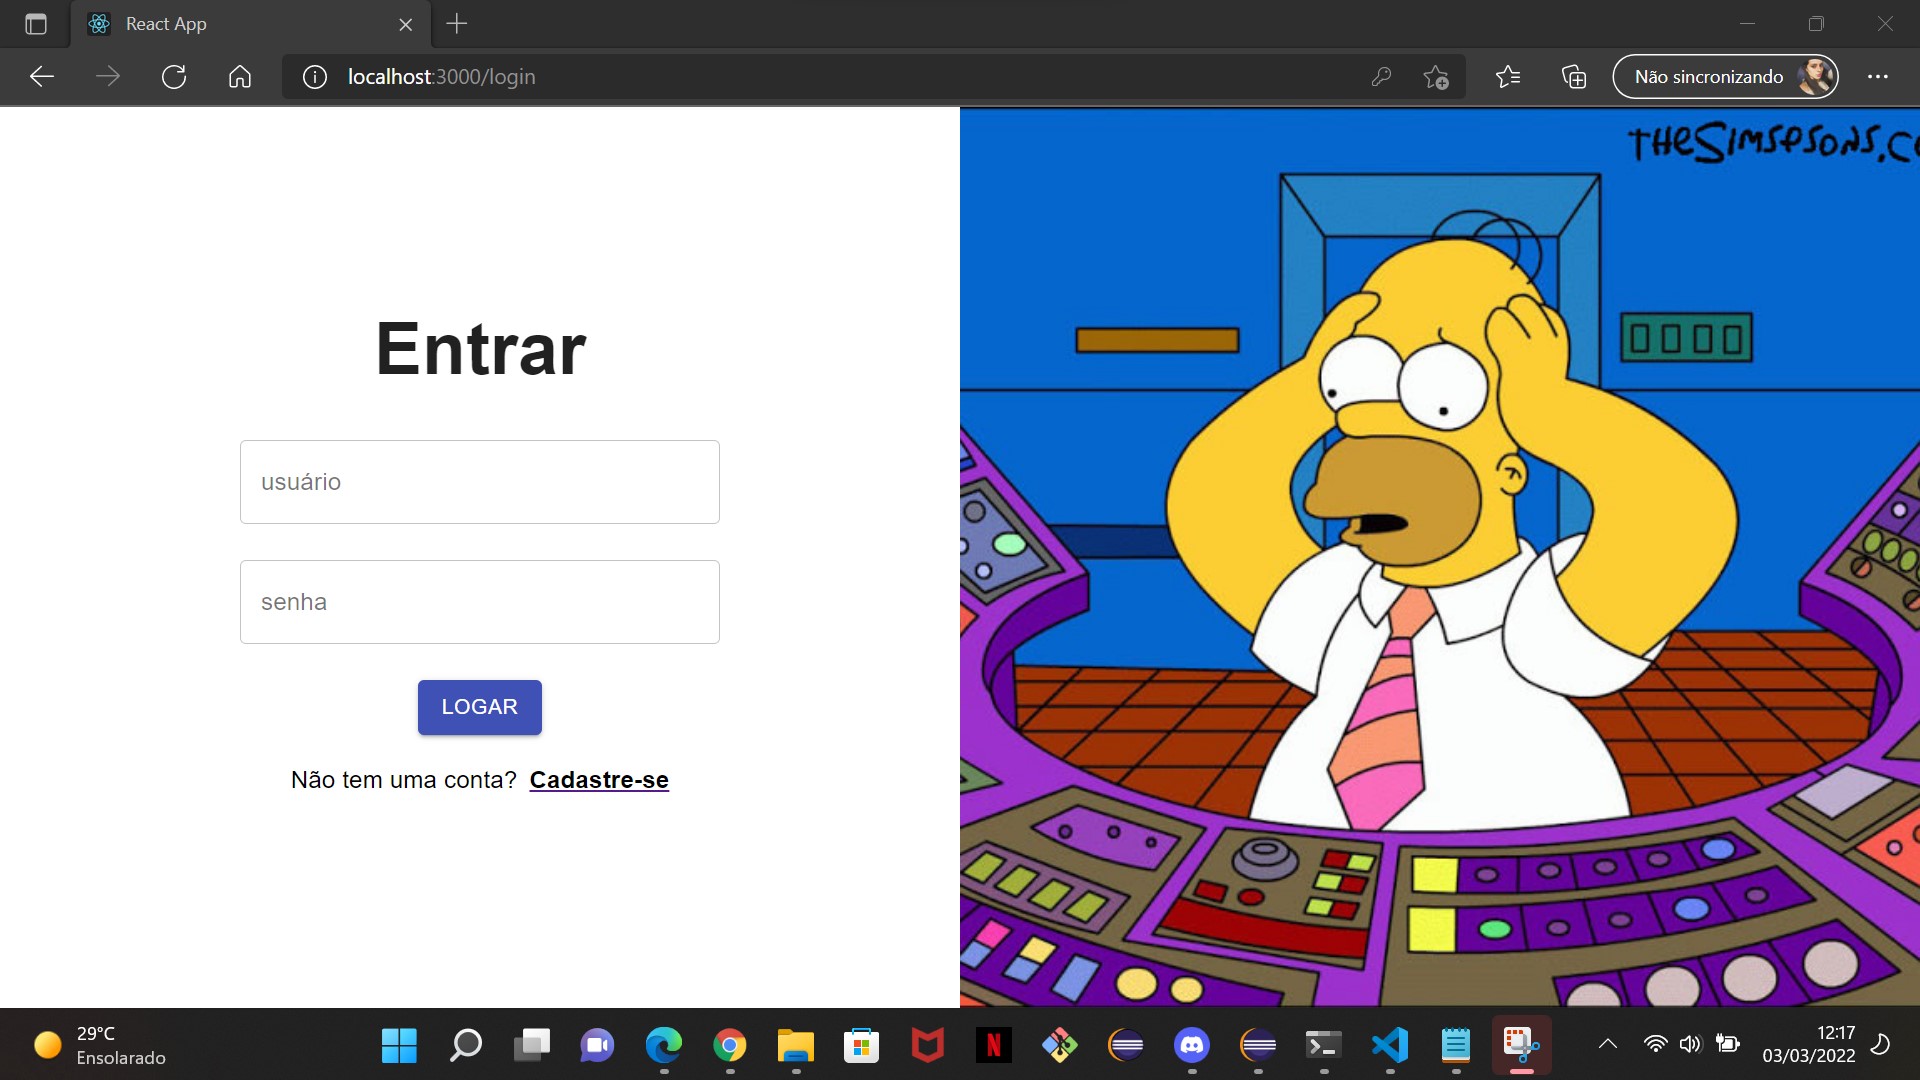 React App
localhost:3000/login
Não sincronizando
THESIMSPSONS.C
Entrar
usuário
senha
LOGAR
Não tem uma conta? Cadastre-se
29°C
Ensolarado
N
12:17
03/03/2022